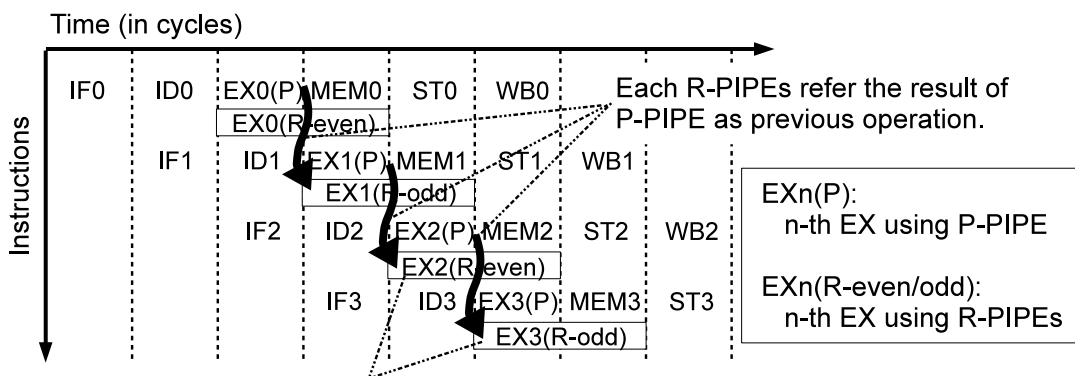 Time (in cycles)
Instructions
IF0 ID0 EX0(P) MEM0 ST0 WB0
EX0(R-even)
IF1 ID1 EX1(P) MEM1 ST1 WB1
EX1(R-odd)
IF2 ID2 EX2(P) MEM2 ST2 WB2
EX2(R-even)
IF3 ID3 EX3(P) MEM3 ST3
EX3(R-odd)
Each R-PIPEs refer the result of
P-PIPE as previous operation.
EXn(P):
n-th EX using P-PIPE
EXn(R-even/odd):
n-th EX using R-PIPEs